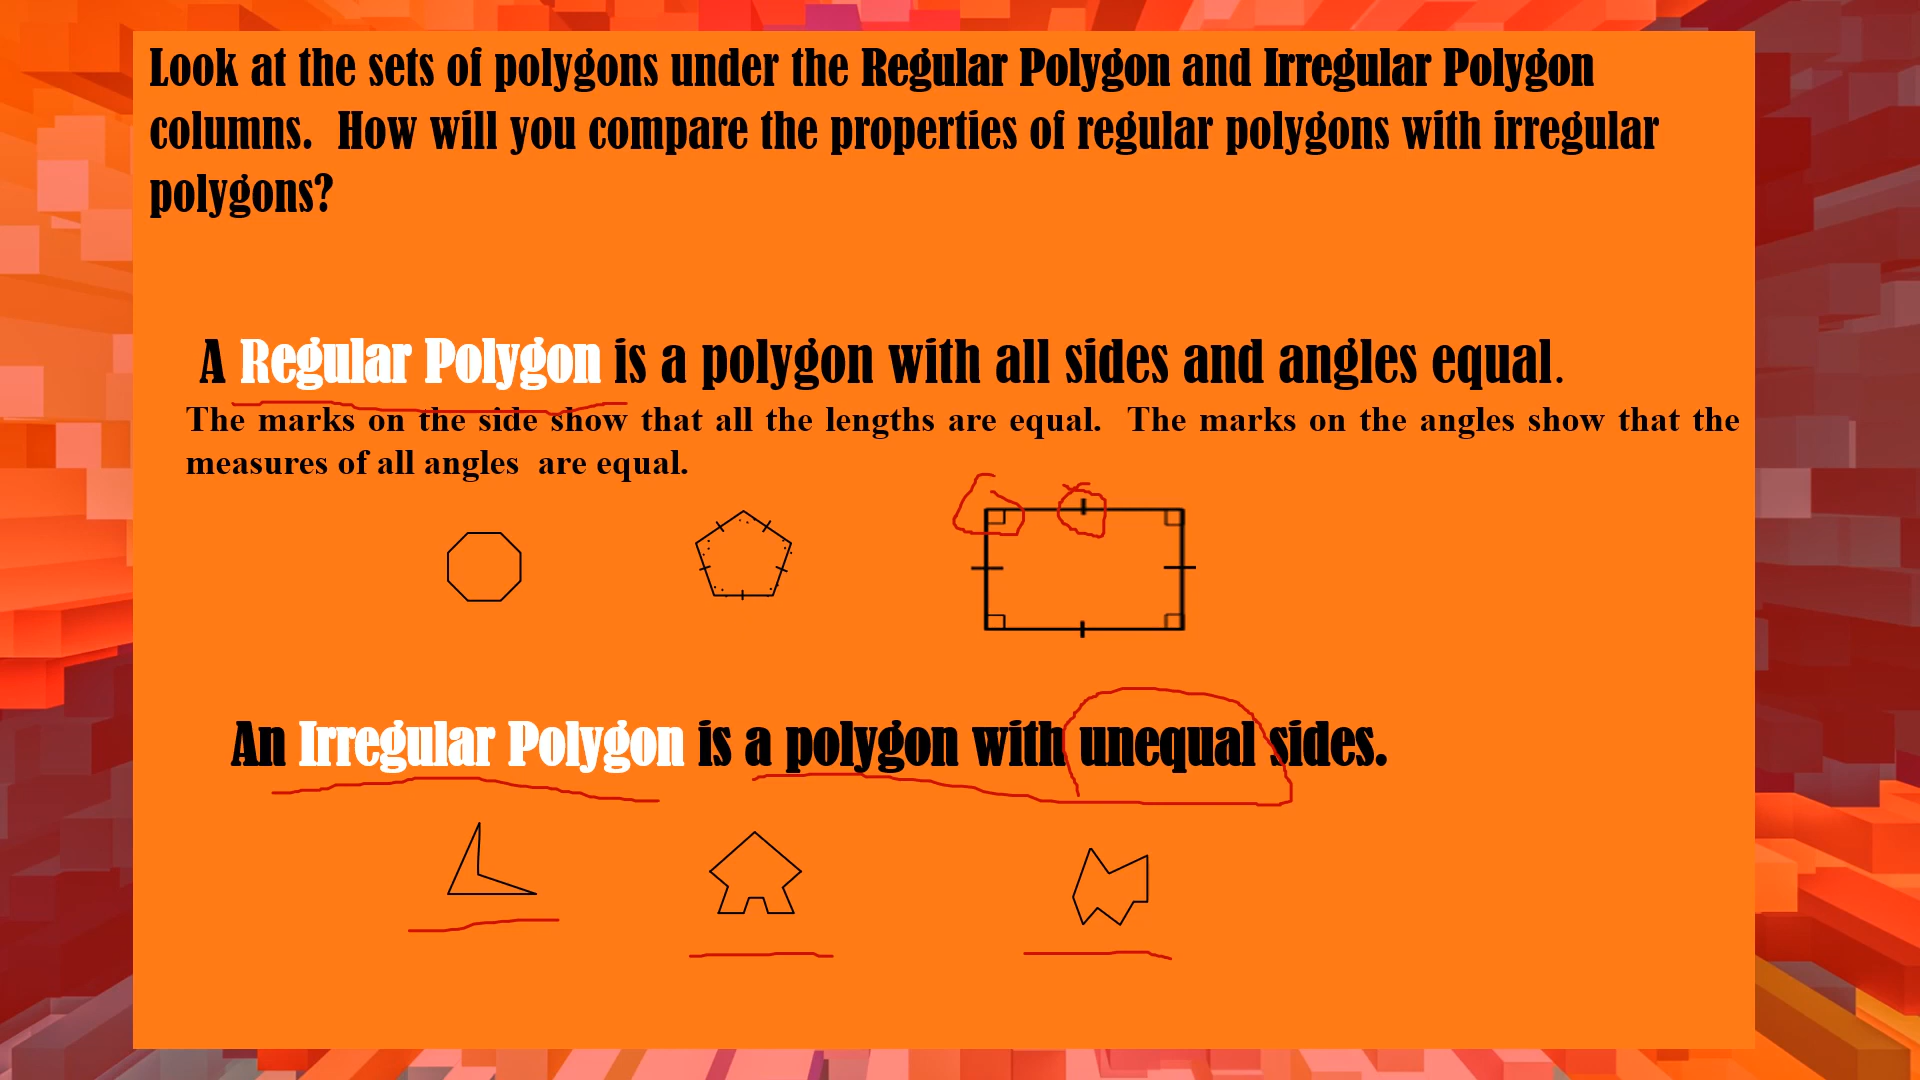 Look at the sets of polygons under the Regular Polygon and Irregular Polygon
columns.  How will you compare the properties of regular polygons with irregular
polygons?
A Regular Polygon is a polygon with all sides and angles equal.
The marks on the side show that all the lengths are equal.  The marks on the angles show that the
measures of all angles  are equal.
An Irregular Polygon is a polygon with unequal sides.